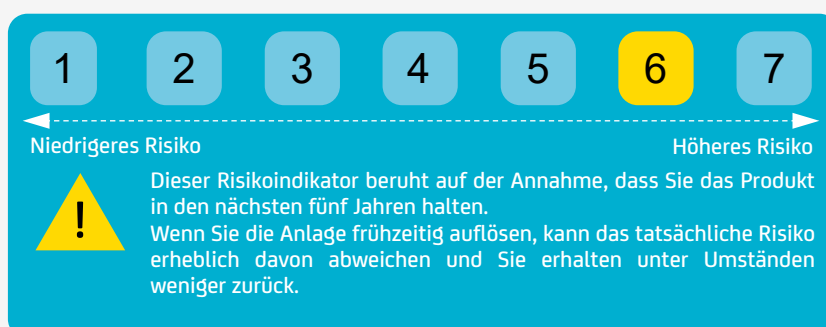 1 2 3 4 5 6 7
Niedrigeres Risiko Höheres Risiko
!
Dieser Risikoindikator beruht auf der Annahme, dass Sie das Produkt
in den nächsten fünf Jahren halten.
Wenn Sie die Anlage frühzeitig auflösen, kann das tatsächliche Risiko
erheblich davon abweichen und Sie erhalten unter Umständen
weniger zurück.